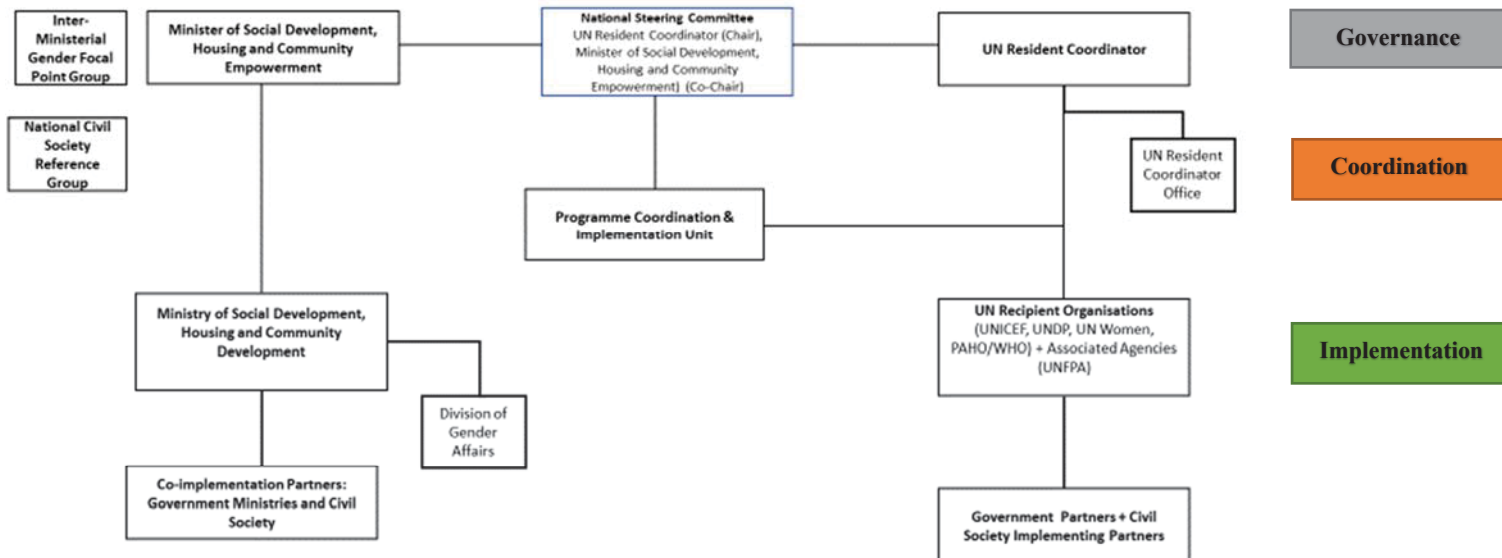 Inter-
Ministerial
Gender Focal
Point Group
Minister of Social Development,
Housing and Community
Empowerment
National Steering Committee
UN Resident Coordinator (Chair),
Minister of Social Development,
Housing and Community
Empowerment) (Co-Chair)
UN Resident Coordinator
Governance
National Civil
Society
Reference
Group
UN Resident
Coordinator
Office
Coordination
Programme Coordination &
Implementation Unit
Ministry of Social Development,
Housing and Community
Development
UN Recipient Organisations
(UNICEF, UNDP, UN Women,
PAHO/WHO) + Associated Agencies
(UNFPA)
Implementation
Division of
Gender
Affairs
Co-implementation Partners:
Government Ministries and Civil
Society
Government Partners + Civil
Society Implementing Partners